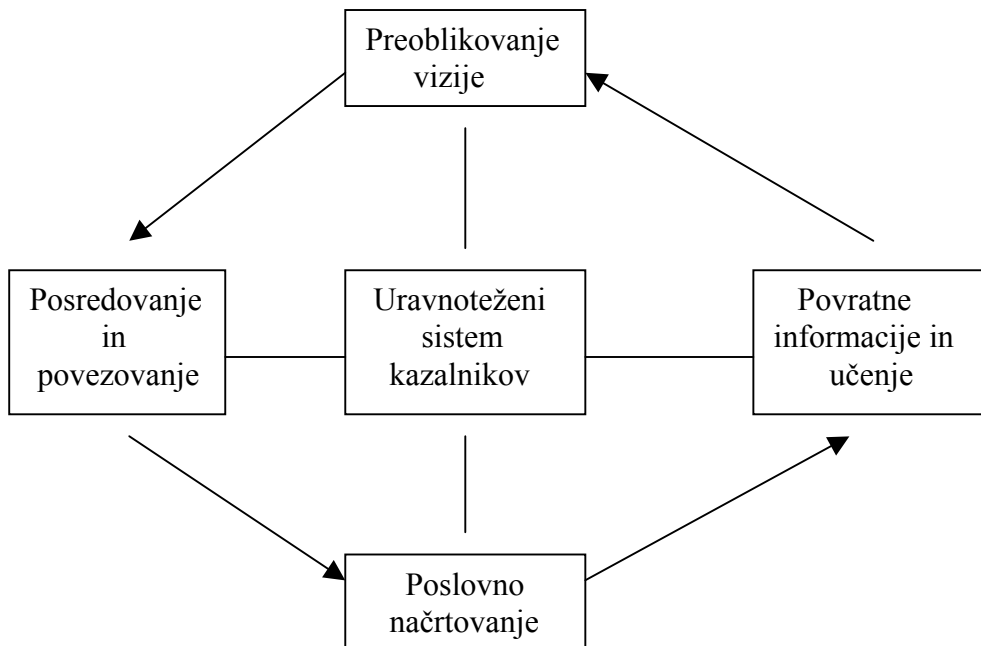 Preoblikovanje
vizije
Posredovanje
in
povezovanje
Uravnoteženi
sistem
kazalnikov
Povratne
informacije in
učenje
Poslovno
načrtovanje